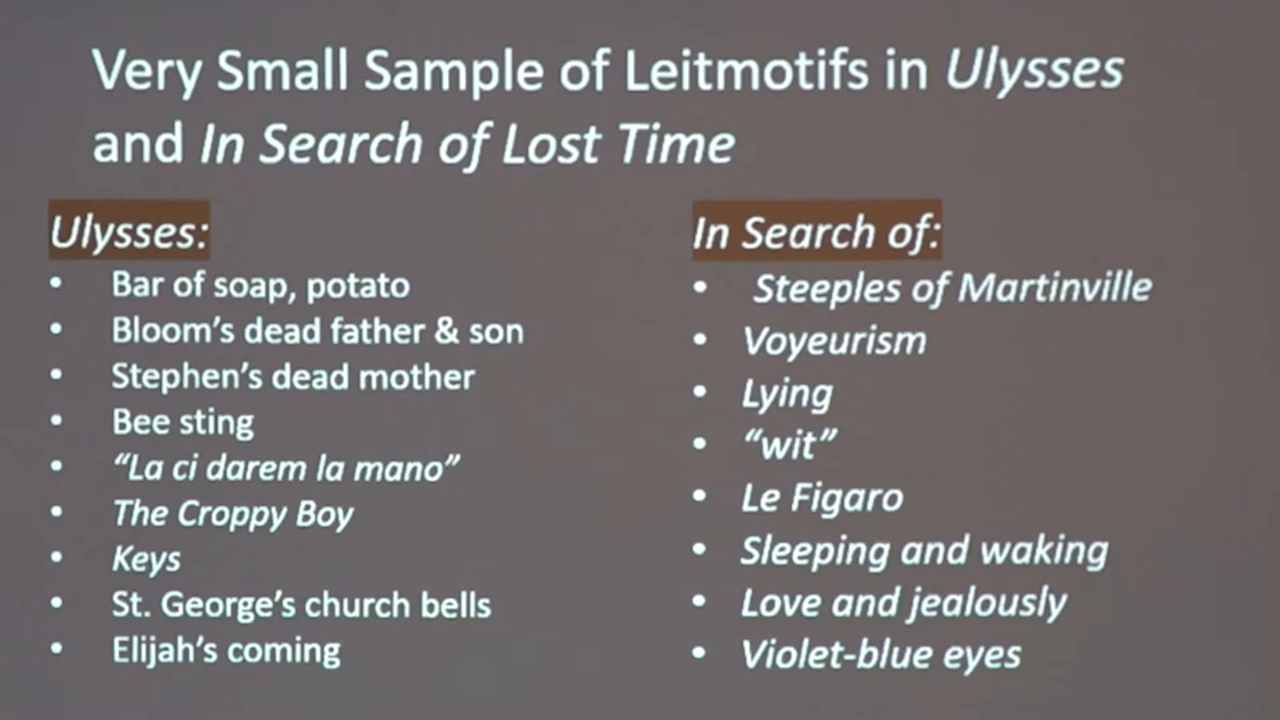 Very Small Sample of Leitmotifs in Ulysses
and In Search of Lost Time
Ulysses:
• Bar of soap, potato
• Bloom’s dead father & son
• Stephen’s dead mother
• Bee sting
• “La ci darem la mano”
• The Croppy Boy
• Keys
• St. George’s church bells
• Elijah’s coming
In Search of:
• Steeples of Martinville
• Voyeurism
• Lying
• “wit”
• Le Figaro
• Sleeping and waking
• Love and jealously
• Violet-blue eyes